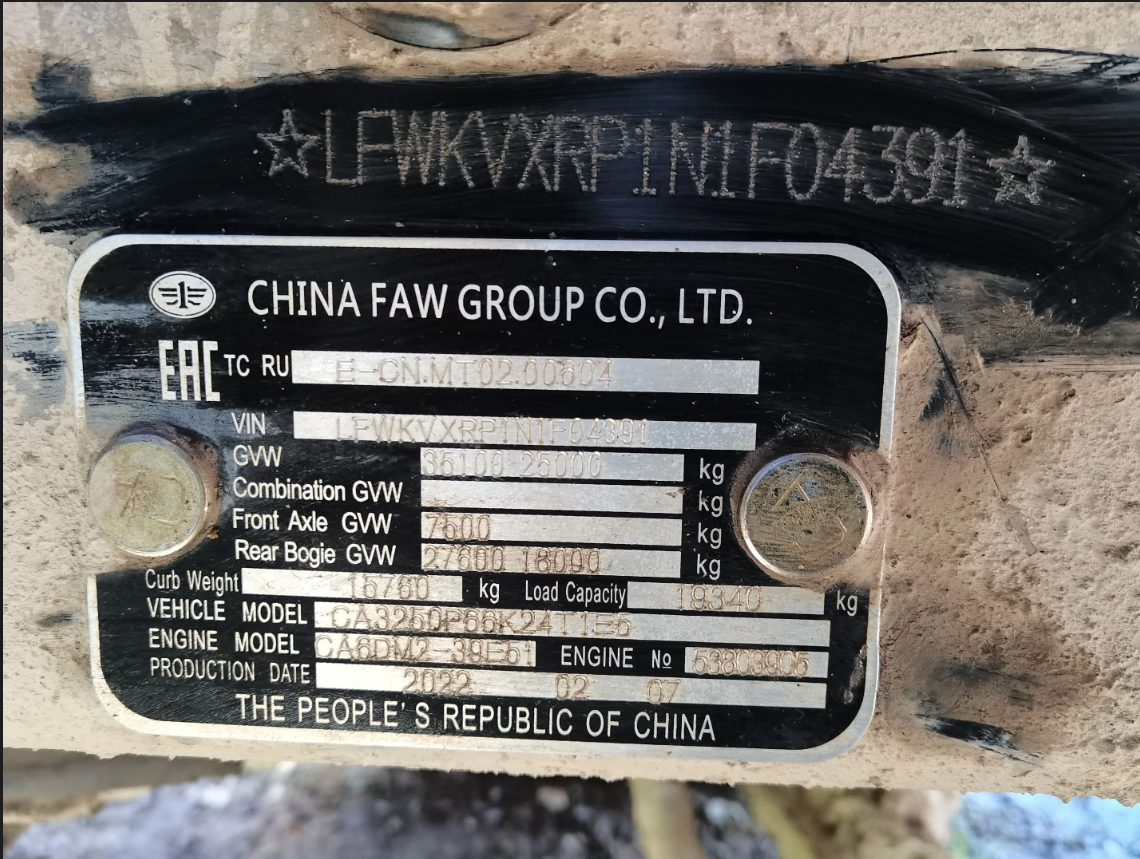 ☆LFWKVXRP1N1F04391☆
CHINA FAW GROUP CO., LTD.
EAC TC RU E-CN.MT02.00604
VIN LFWKVXRP1N1F04391
GVW 35100 25000 kg
Combination GVW kg
Front Axle GVW 7500 kg
Rear Bogie GVW 27600 18000 kg
Curb Weight 15760 kg Load Capacity 19340 kg
VEHICLE MODEL CA3250P66K24T1E5
ENGINE MODEL CA6DM2-39E51 ENGINE № 53803905
PRODUCTION DATE 2022 02 07
THE PEOPLE'S REPUBLIC OF CHINA